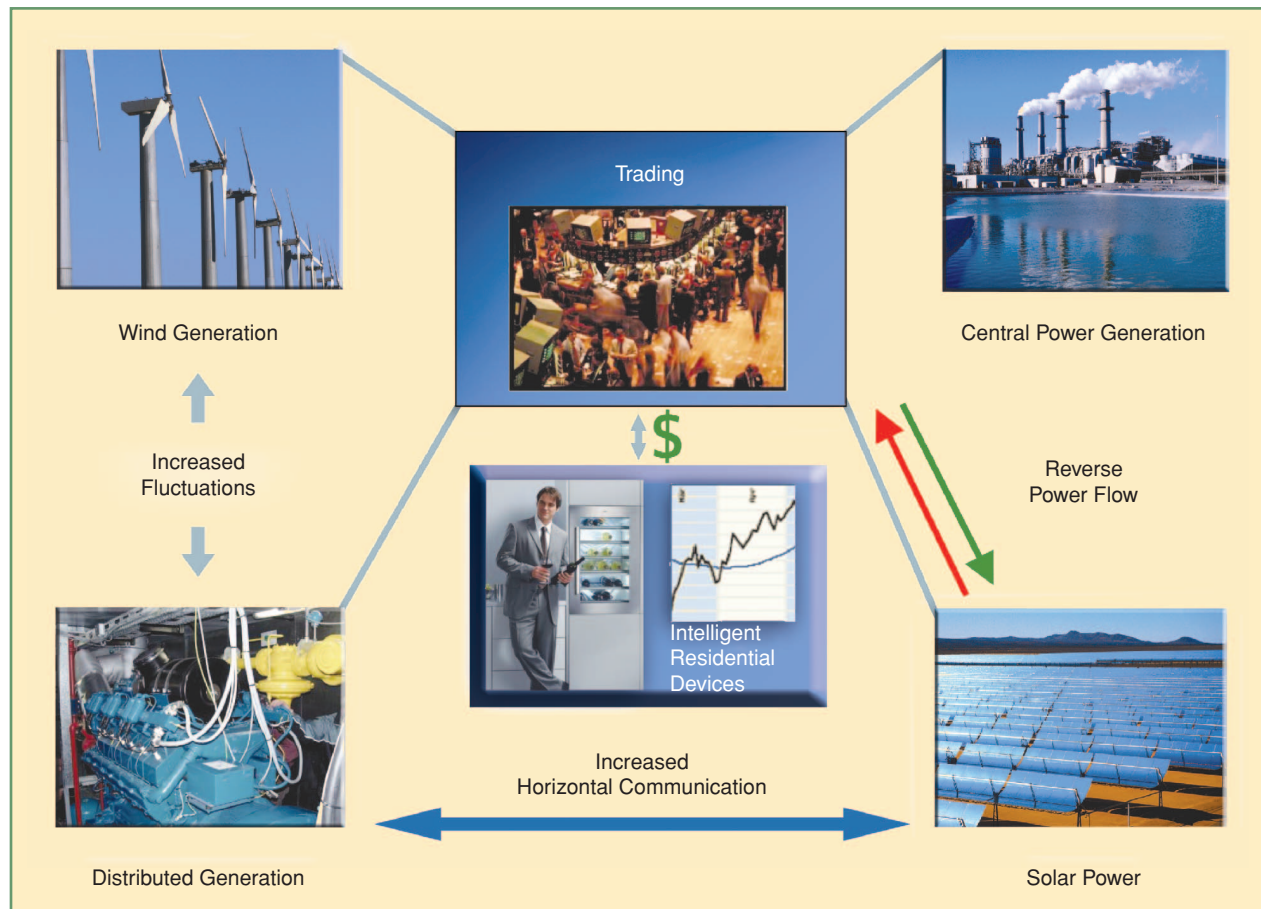 Trading
Wind Generation
Central Power Generation
Increased
Fluctuations
$
Reverse
Power Flow
Intelligent
Residential
Devices
Increased
Horizontal Communication
Distributed Generation
Solar Power